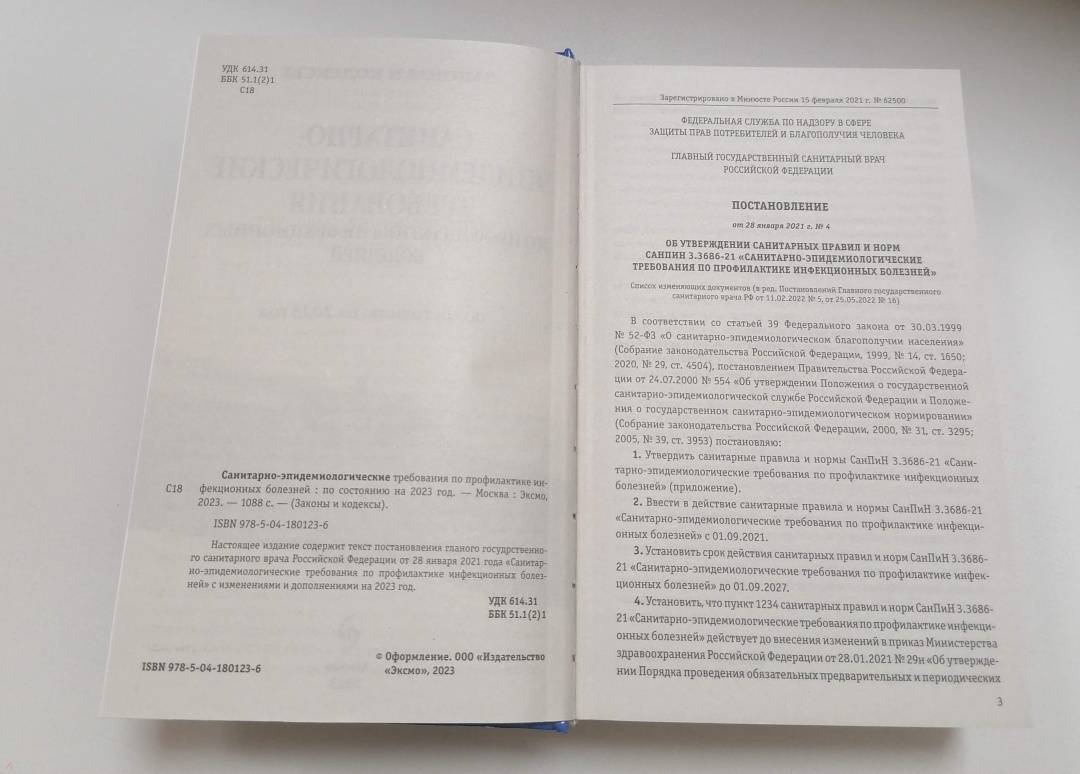 УДК 614.31
ББК 51.1(2)1
С18
Санитарно-эпидемиологические требования по профилактике ин-
С18 фекционных болезней : по состоянию на 2023 год. — Москва : Эксмо,
2023. — 1088 с. — (Законы и кодексы).
ISBN 978-5-04-180123-6
Настоящее издание содержит текст постановления главого госудрственно-
го санитарного врача Российской Федерации от 28 января 2021 года «Санитар-
но-эпидемиологические требования по профилактике инфекционных болез-
ней» с изменениями и дополнениями на 2023 год.
УДК 614.31
ББК 51.1(2)1
ISBN 978-5-04-180123-6
© Оформление. ООО «Издательство
«Эксмо», 2023
Зарегистрировано в Минюсте России 15 февраля 2021 г. № 62500
ФЕДЕРАЛЬНАЯ СЛУЖБА ПО НАДЗОРУ В СФЕРЕ
ЗАЩИТЫ ПРАВ ПОТРЕБИТЕЛЕЙ И БЛАГОПОЛУЧИЯ ЧЕЛОВЕКА
ГЛАВНЫЙ ГОСУДАРСТВЕННЫЙ САНИТАРНЫЙ ВРАЧ
РОССИЙСКОЙ ФЕДЕРАЦИИ
ПОСТАНОВЛЕНИЕ
от 28 января 2021 г. № 4
ОБ УТВЕРЖДЕНИИ САНИТАРНЫХ ПРАВИЛ И НОРМ
САНПИН 3.3686-21 «САНИТАРНО-ЭПИДЕМИОЛОГИЧЕСКИЕ
ТРЕБОВАНИЯ ПО ПРОФИЛАКТИКЕ ИНФЕКЦИОННЫХ БОЛЕЗНЕЙ»
Список изменяющих документов (в ред. Постановлений Главного государственного
санитарного врача РФ от 11.02.2022 № 5, от 25.05.2022 № 16)
В соответствии со статьей 39 Федерального закона от 30.03.1999
№ 52-ФЗ «О санитарно-эпидемиологическом благополучии населения»
(Собрание законодательства Российской Федерации, 1999, № 14, ст. 1650;
2020, № 29, ст. 4504), постановлением Правительства Российской Федера-
ции от 24.07.2000 № 554 «Об утверждении Положения о государственной
санитарно-эпидемиологической службе Российской Федерации и Положе-
ния о государственном санитарно-эпидемиологическом нормировании»
(Собрание законодательства Российской Федерации, 2000, № 31, ст. 3295;
2005, № 39, ст. 3953) постановляю:
1. Утвердить санитарные правила и нормы СанПиН 3.3686-21 «Сани-
тарно-эпидемиологические требования по профилактике инфекционных
болезней» (приложение).
2. Ввести в действие санитарные правила и нормы СанПиН 3.3686-21
«Санитарно-эпидемиологические требования по профилактике инфекци-
онных болезней» с 01.09.2021.
3. Установить срок действия санитарных правил и норм СанПиН 3.3686-
21 «Санитарно-эпидемиологические требования по профилактике инфек-
ционных болезней» до 01.09.2027.
4. Установить, что пункт 1234 санитарных правил и норм СанПиН 3.3686-
21 «Санитарно-эпидемиологические требования по профилактике инфекци-
онных болезней» действует до внесения изменений в приказ Министерства
здравоохранения Российской Федерации от 28.01.2021 № 29н «Об утвержде-
нии Порядка проведения обязательных предварительных и периодических
3